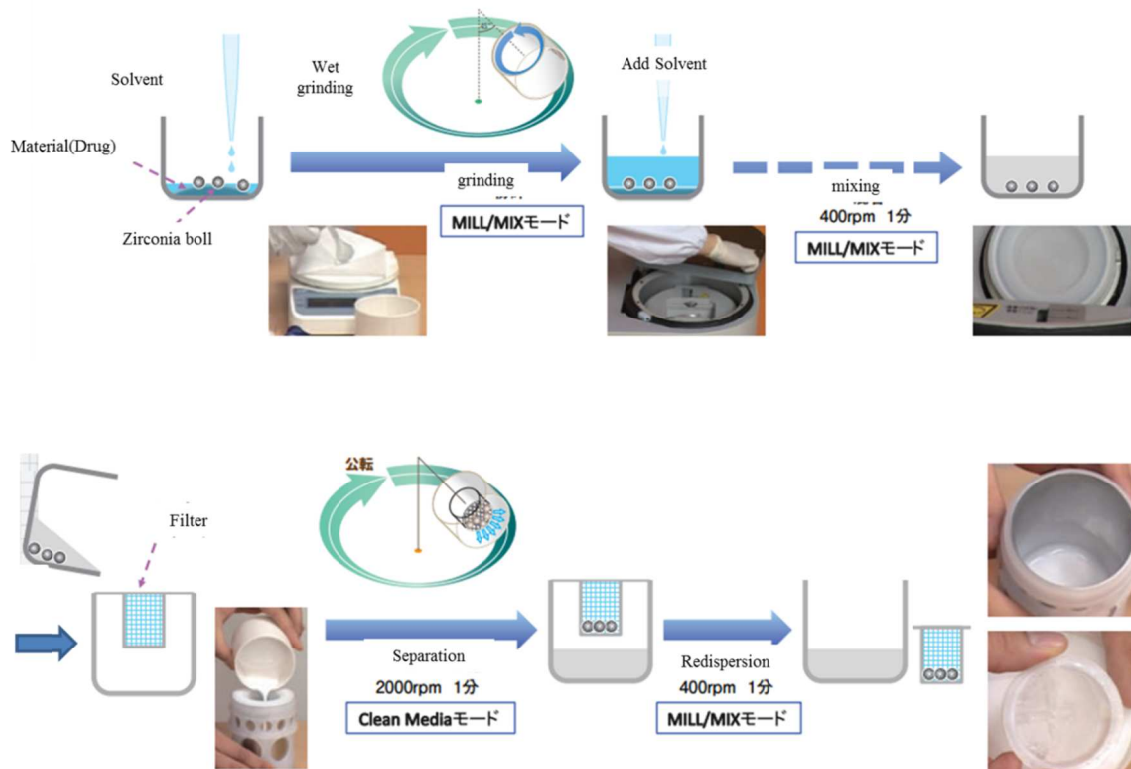 Solvent
Wet
grinding
Add Solvent
Material(Drug)
Zirconia boll
grinding
MILL/MIXモード
mixing
400rpm 1分
MILL/MIXモード
公転
Filter
Separation
2000rpm 1分
Clean Mediaモード
Redispersion
400rpm 1分
MILL/MIXモード